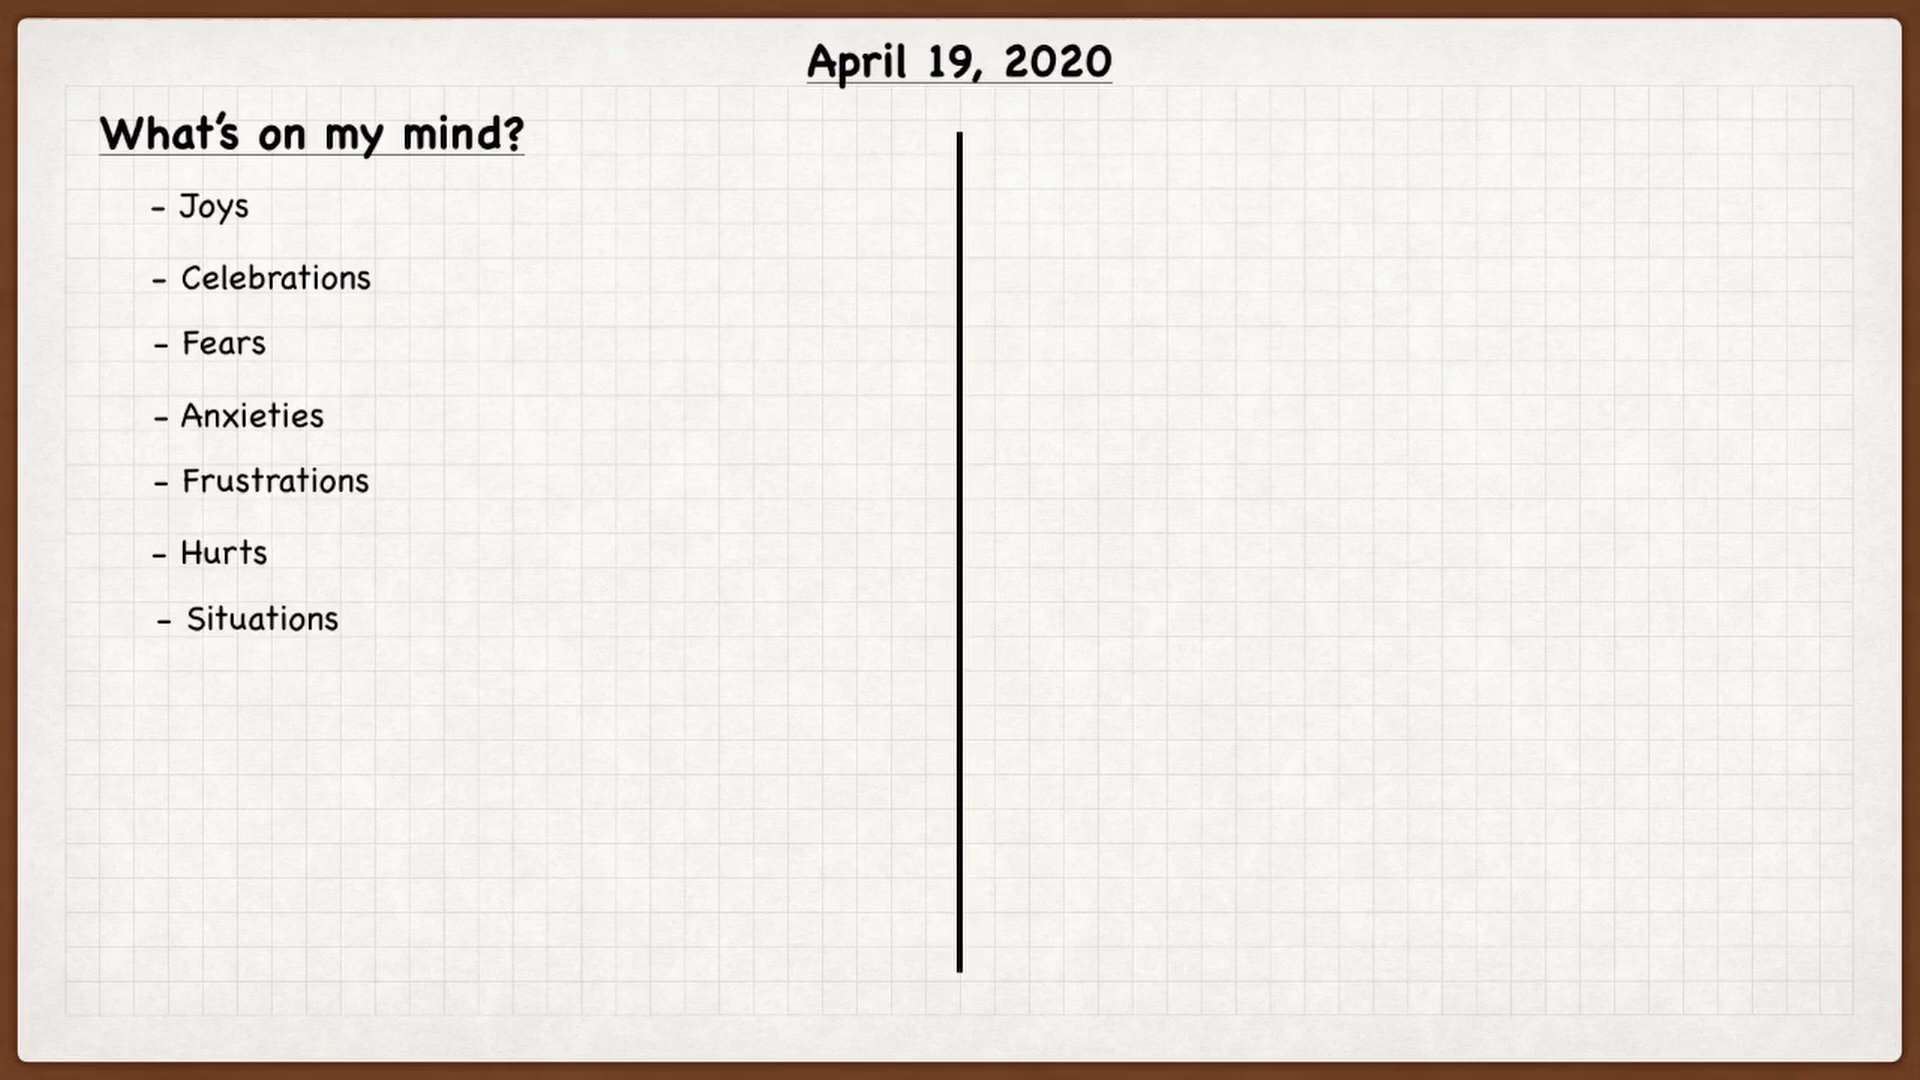 April 19, 2020
What's on my mind?
- Joys
- Celebrations
- Fears
- Anxieties
- Frustrations
- Hurts
- Situations